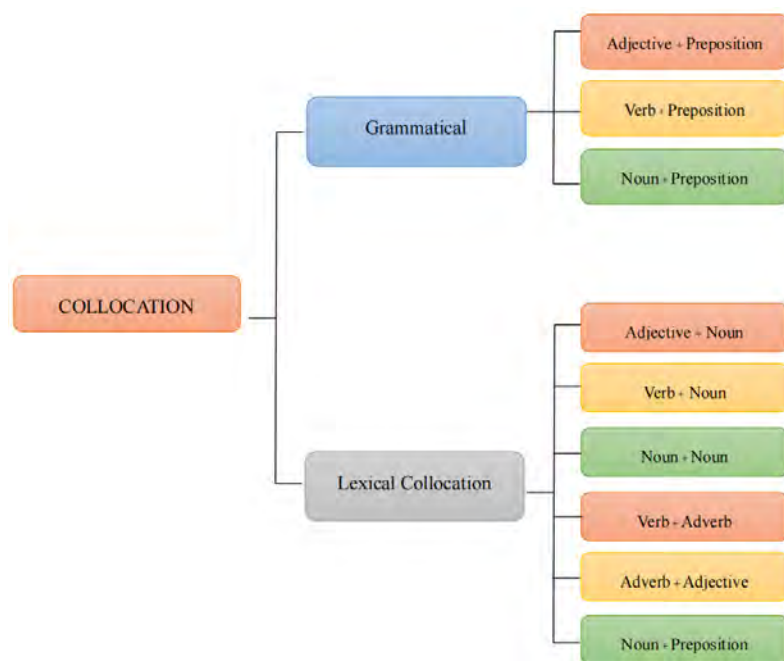 Adjective + Preposition
Grammatical
Verb + Preposition
Noun + Preposition
COLLOCATION
Adjective + Noun
Verb + Noun
Noun + Noun
Lexical Collocation
Verb + Adverb
Adverb + Adjective
Noun + Preposition